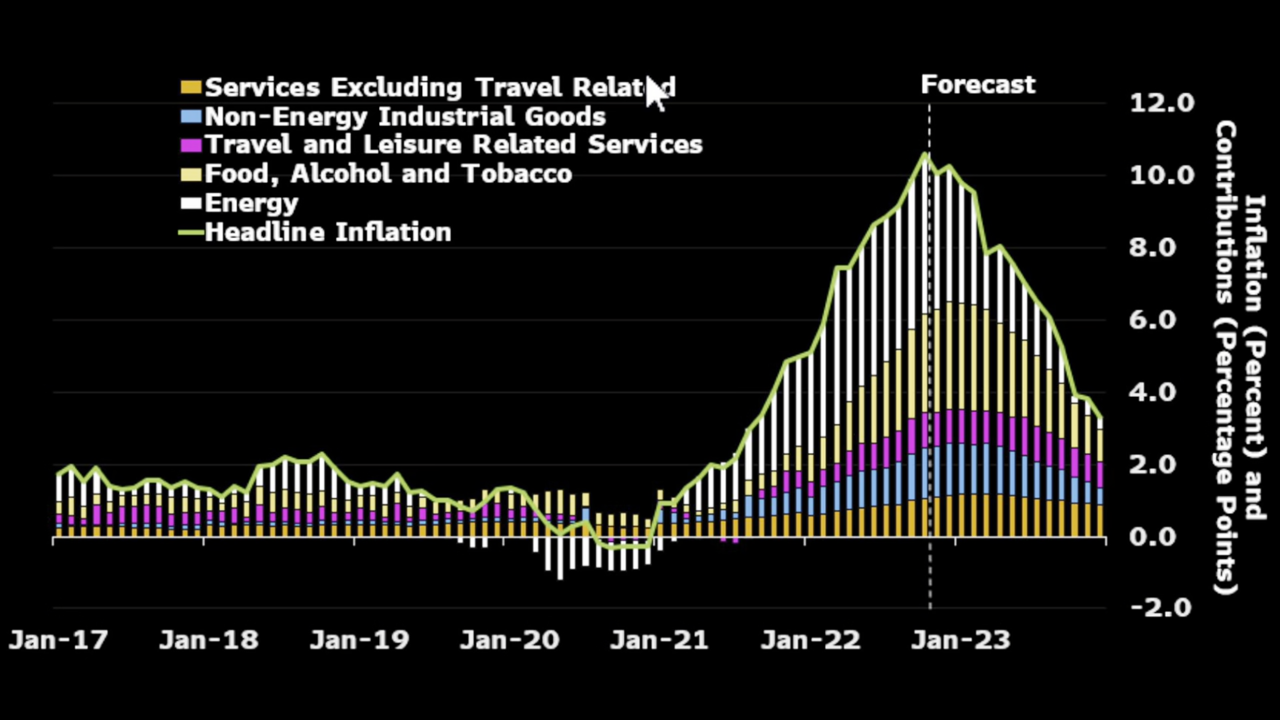 Services Excluding Travel Related
Non-Energy Industrial Goods
Travel and Leisure Related Services
Food, Alcohol and Tobacco
Energy
Headline Inflation
Forecast
12.0
10.0
8.0
6.0
4.0
2.0
0.0
-2.0
Inflation (Percent) and
Contributions (Percentage Points)
Jan-17
Jan-18
Jan-19
Jan-20
Jan-21
Jan-22
Jan-23